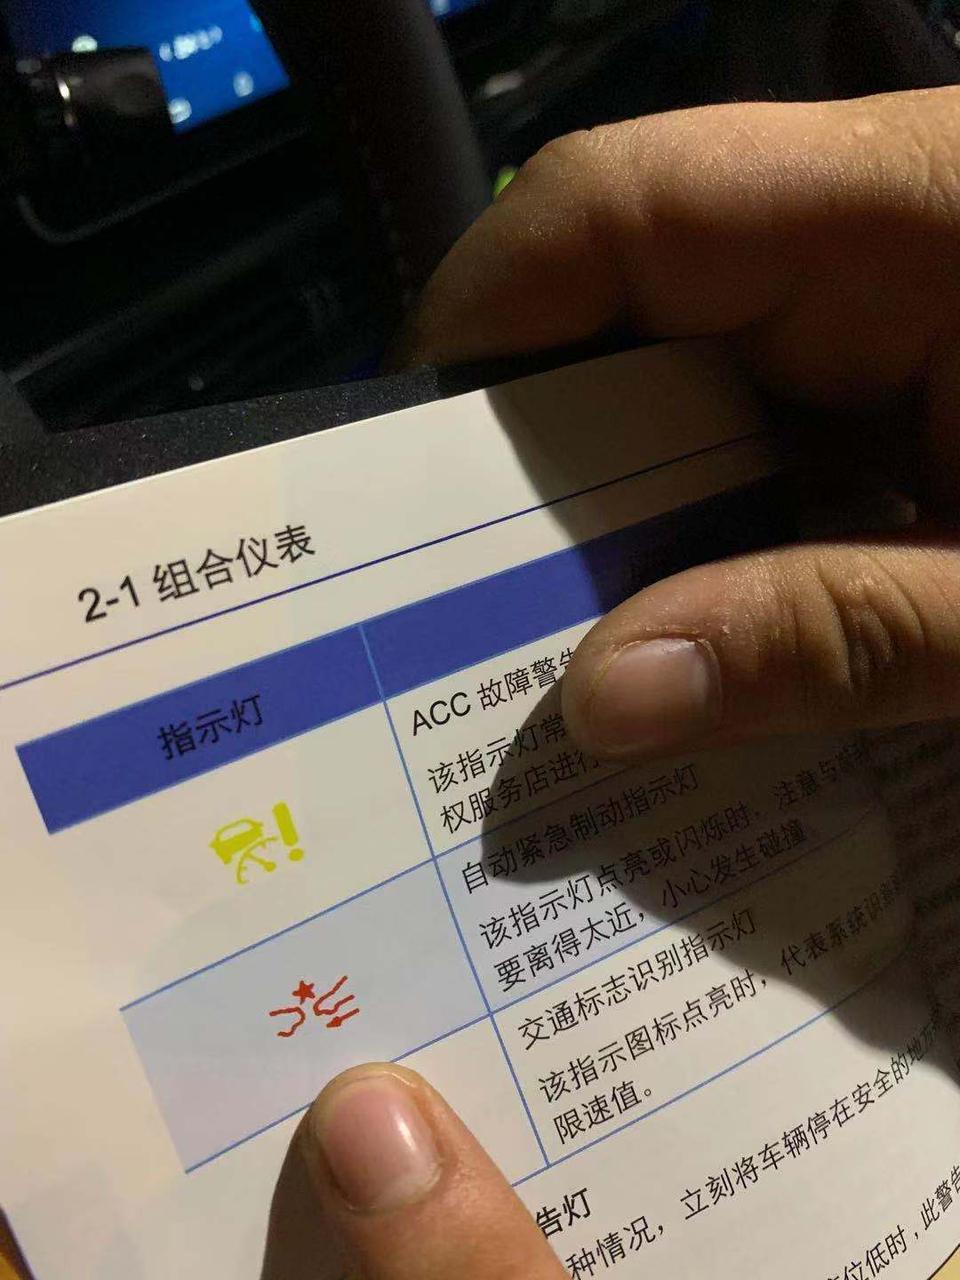 2-1 组合仪表
指示灯
ACC 故障警告
该指示灯常
权服务店进行
自动紧急制动指示灯
该指示灯点亮或闪烁时，注意与前
要离得太近，小心发生碰撞
交通标志识别指示灯
该指示图标点亮时，代表系统识别
限速值。
告灯
种情况，立刻将车辆停在安全的地方
位低时，此警告